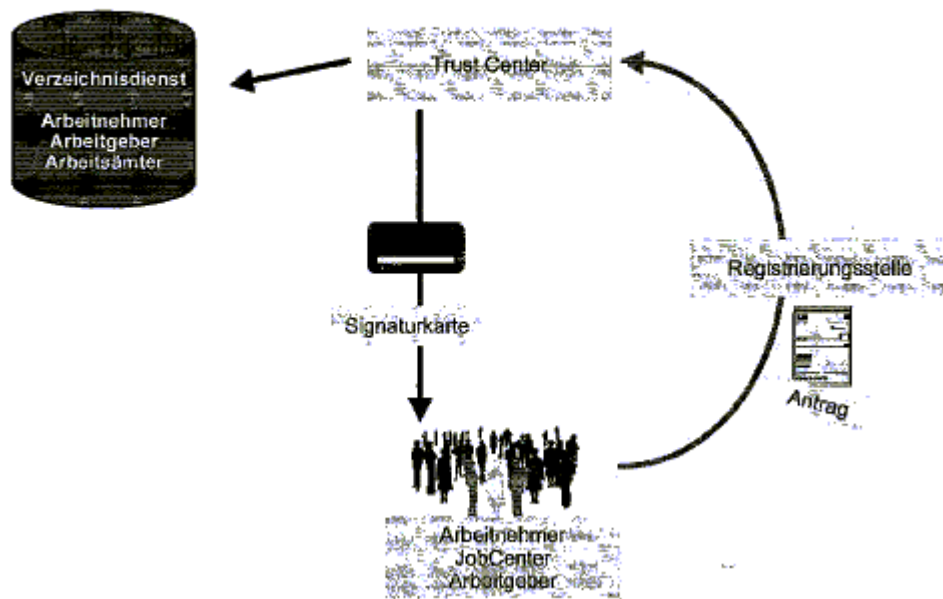 Trust Center
Verzeichnisdienst
Arbeitnehmer
Arbeitgeber
Arbeitsämter
Registrierungsstelle
Signaturkarte
Antrag
Arbeitnehmer
JobCenter
Arbeitgeber